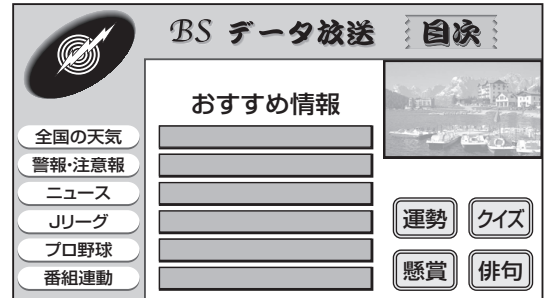 BS データ放送 目次
おすすめ情報
全国の天気
警報・注意報
ニュース
Jリーグ
プロ野球
番組連動
運勢 クイズ
懸賞 俳句